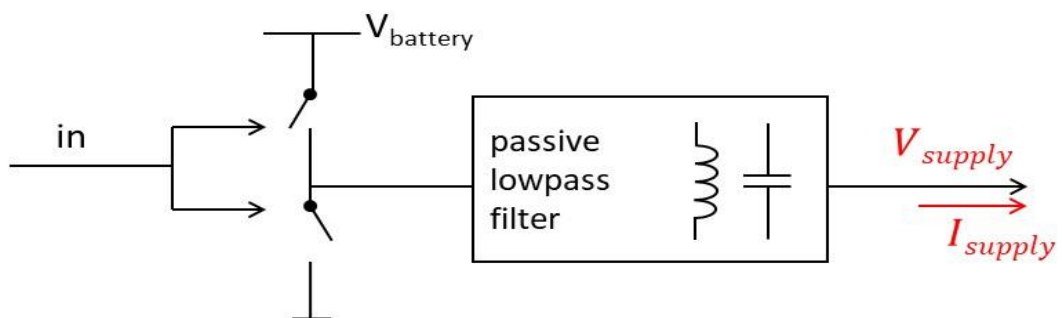 V_battery
in
passive
lowpass
filter
V_supply
I_supply